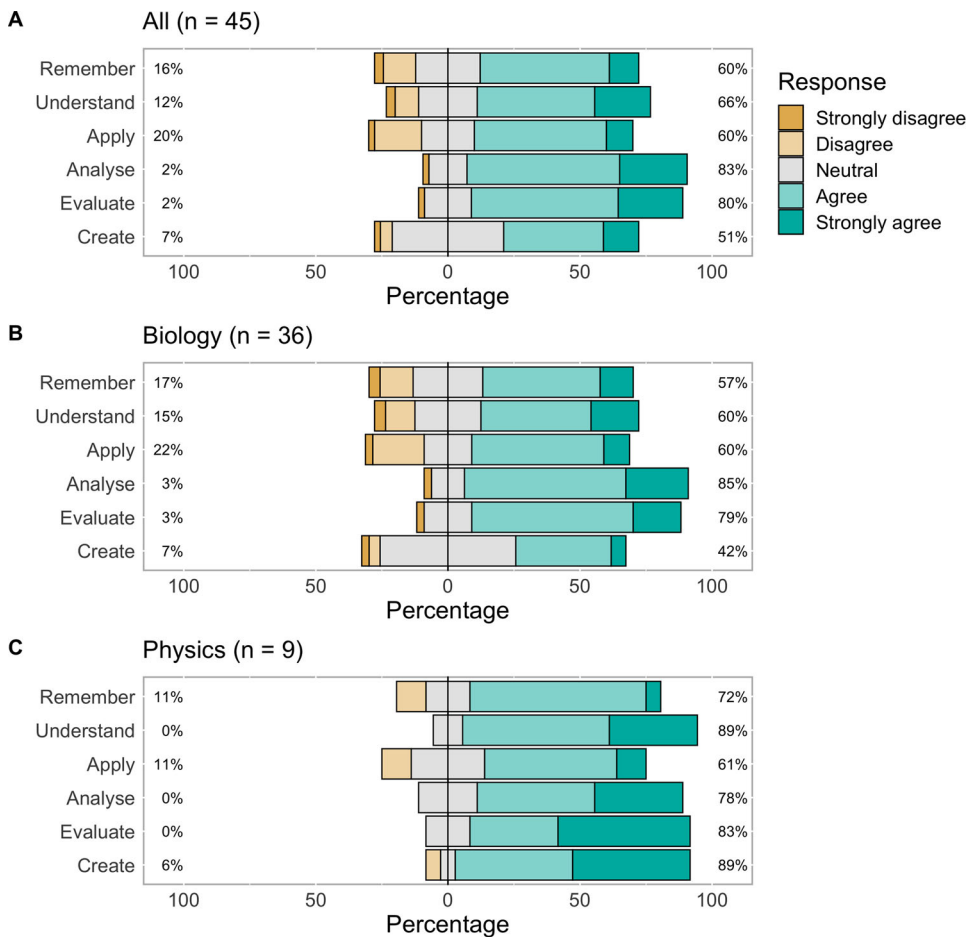 A
All (n = 45)
Remember 16% 60%
Understand 12% 66%
Apply 20% 60%
Analyse 2% 83%
Evaluate 2% 80%
Create 7% 51%
100 50 0 50 100
Percentage
Response
Strongly disagree
Disagree
Neutral
Agree
Strongly agree
B
Biology (n = 36)
Remember 17% 57%
Understand 15% 60%
Apply 22% 60%
Analyse 3% 85%
Evaluate 3% 79%
Create 7% 42%
100 50 0 50 100
Percentage
C
Physics (n = 9)
Remember 11% 72%
Understand 0% 89%
Apply 11% 61%
Analyse 0% 78%
Evaluate 0% 83%
Create 6% 89%
100 50 0 50 100
Percentage